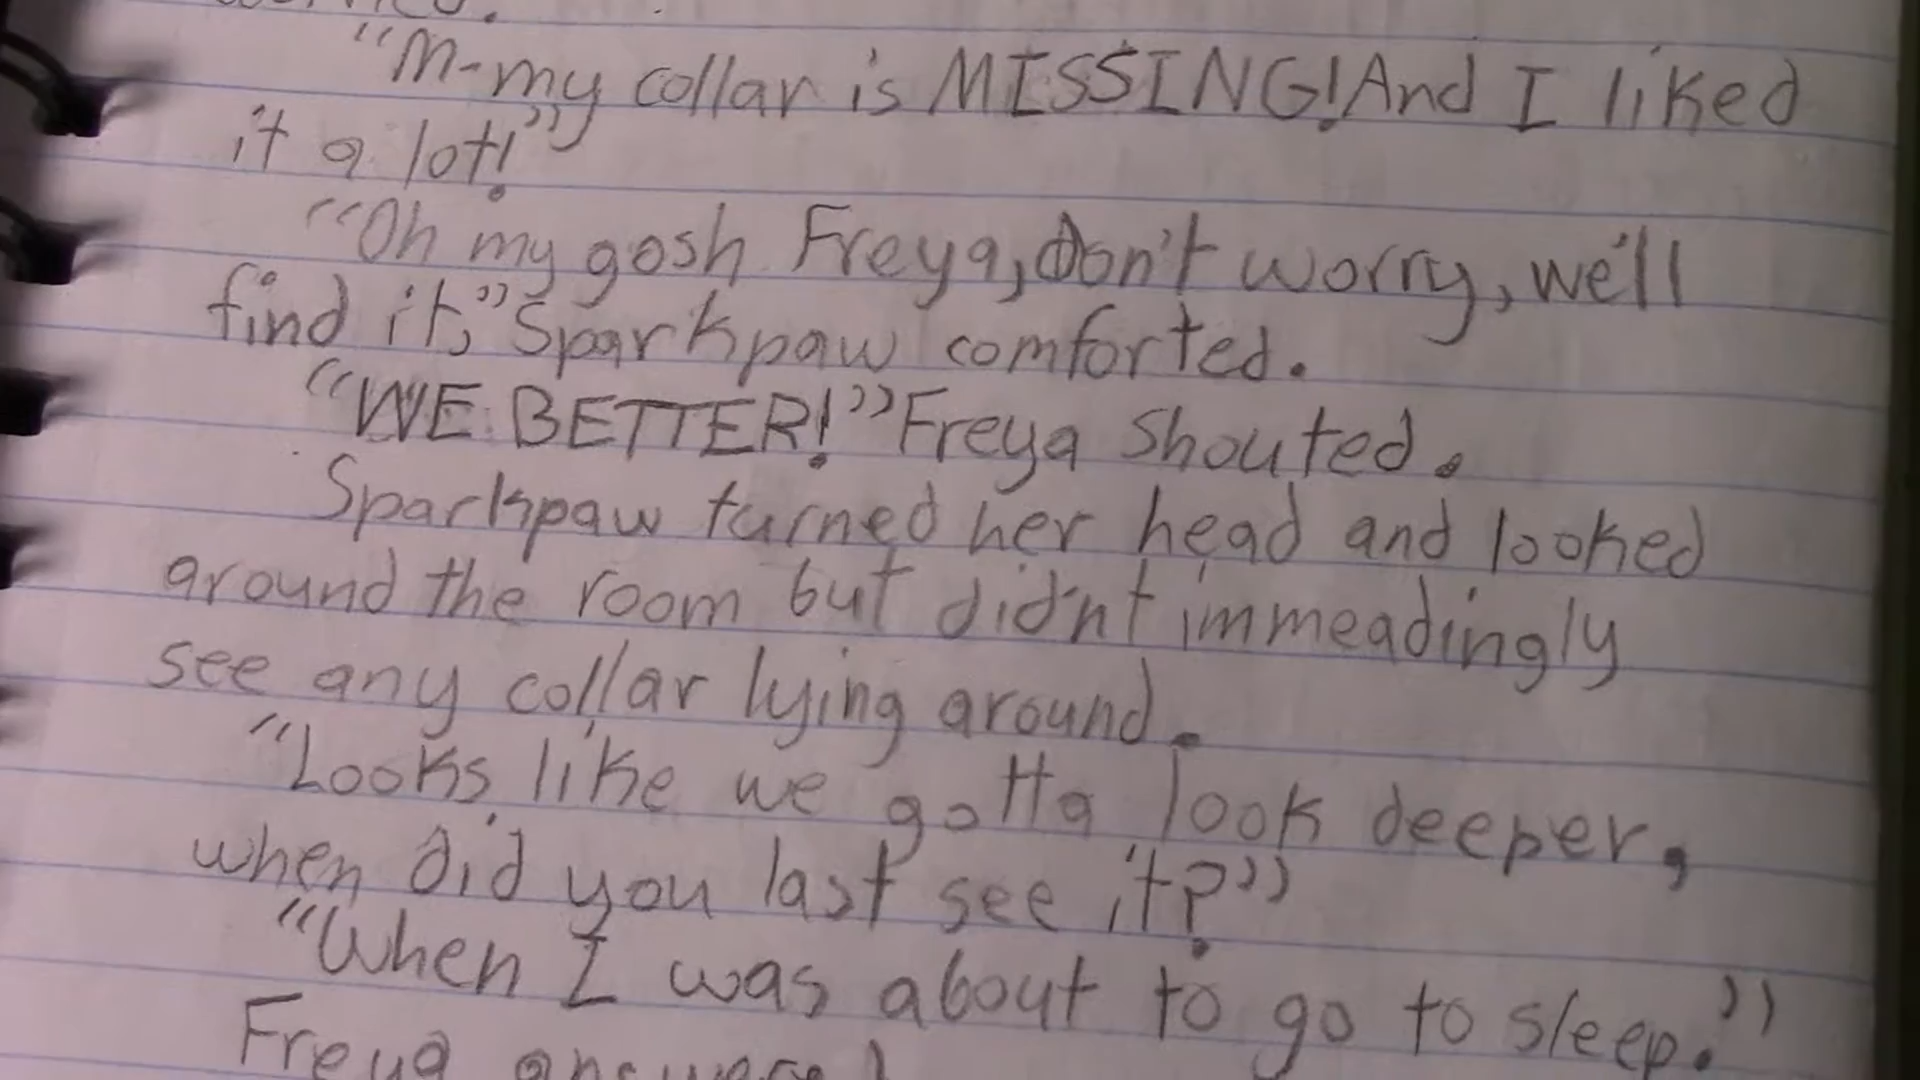 "M-my collar is MISSING! And I liked
it a lot!"
"Oh my gosh Freya, don't worry, we'll
find it," Sparkpaw comforted.
"WE BETTER!" Freya shouted.
Sparkpaw turned her head and looked
around the room but didn't immeadingly
see any collar lying around.
"Looks like we gotta look deeper,
when did you last see it?"
"When I was about to go to sleep."
Freya